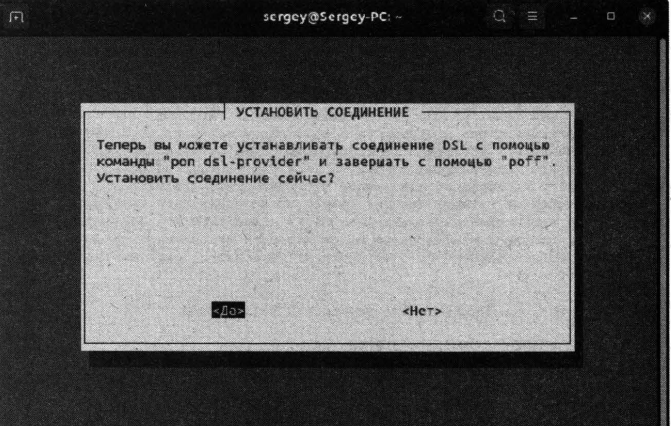 sergey@Sergey-PC: ~
УСТАНОВИТЬ СОЕДИНЕНИЕ
Теперь вы можете устанавливать соединение DSL с помощью
команды "pon dsl-provider" и завершать с помощью "poff".
Установить соединение сейчас?
<Да> <Нет>